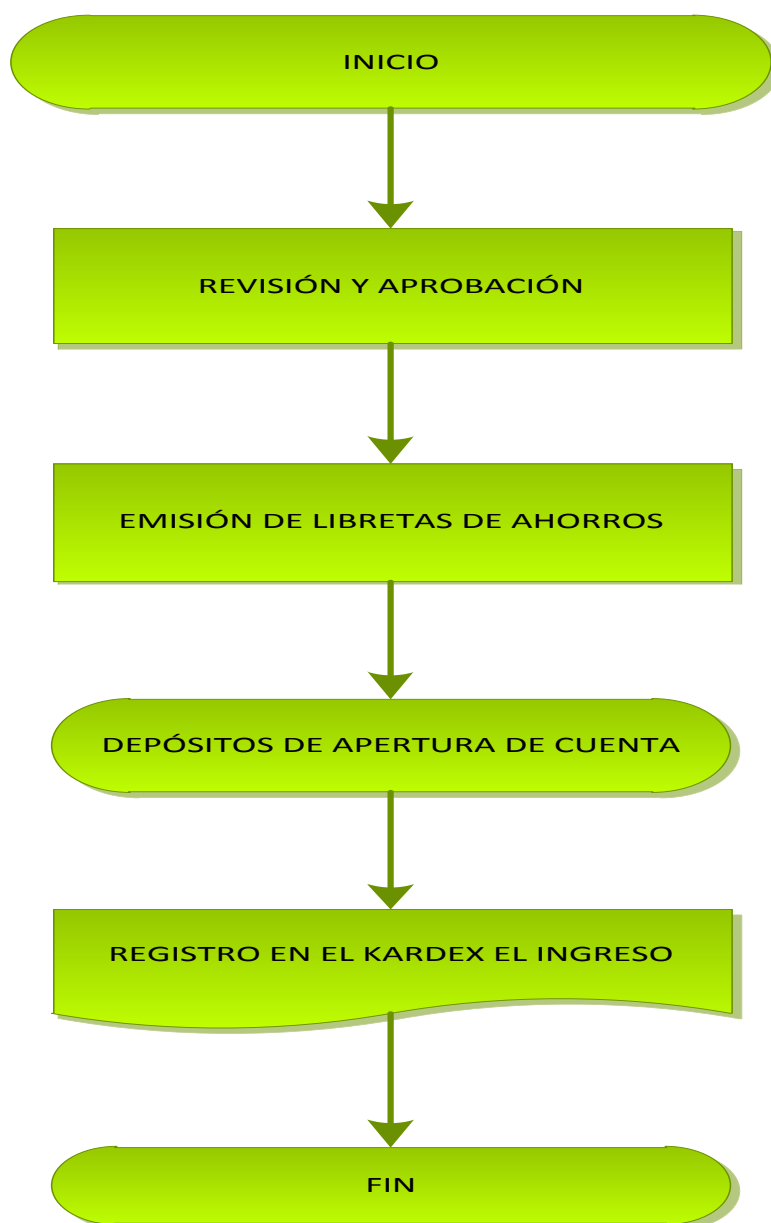 INICIO
REVISIÓN Y APROBACIÓN
EMISIÓN DE LIBRETAS DE AHORROS
DEPÓSITOS DE APERTURA DE CUENTA
REGISTRO EN EL KARDEX EL INGRESO
FIN